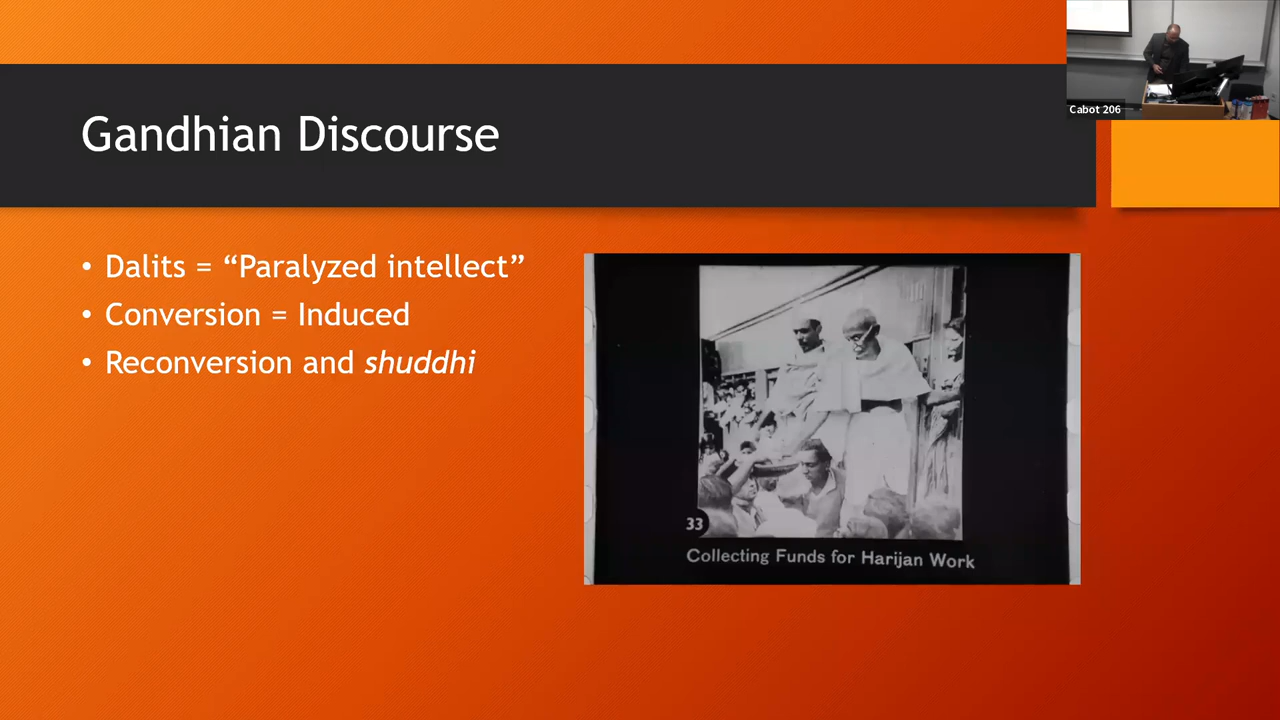 Gandhian Discourse
Cabot 206
• Dalits = “Paralyzed intellect”
• Conversion = Induced
• Reconversion and shuddhi
33
Collecting Funds for Harijan Work